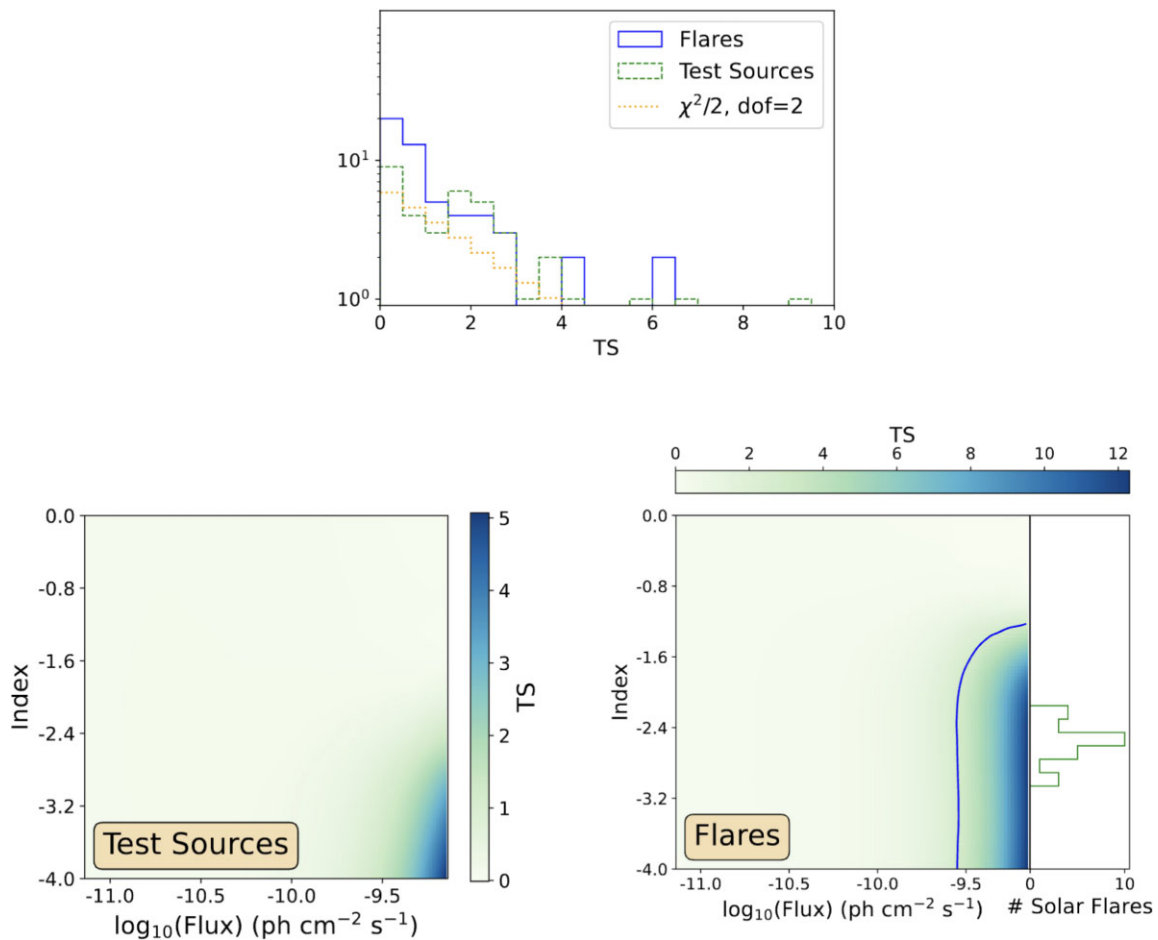 Flares
Test Sources
χ²/2, dof=2
10¹
10⁰
0 2 4 6 8 10
TS
TS
0 2 4 6 8 10 12
0.0
-0.8
-1.6
-2.4
-3.2
-4.0
Index
Test Sources
-11.0 -10.5 -10.0 -9.5
log₁₀(Flux) (ph cm⁻² s⁻¹)
5
4
3
2
1
0
TS
0.0
-0.8
-1.6
-2.4
-3.2
-4.0
Index
Flares
-11.0 -10.5 -10.0 -9.5 0 10
log₁₀(Flux) (ph cm⁻² s⁻¹) # Solar Flares